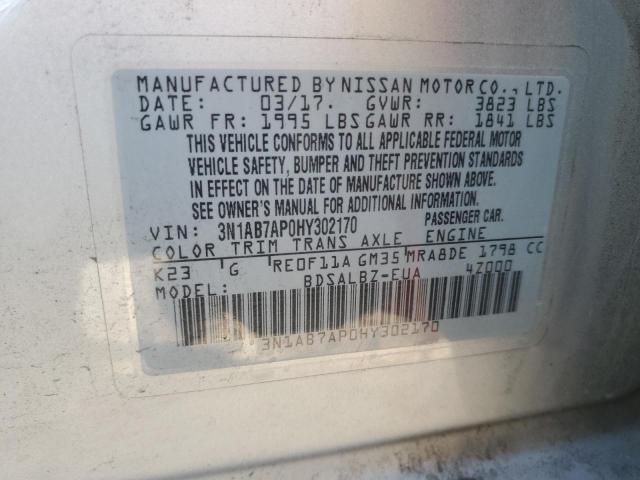 MANUFACTURED BY NISSAN MOTOR CO., LTD.
DATE: 03/17. GVWR: 3823 LBS
GAWR FR: 1995 LBS GAWR RR: 1841 LBS
THIS VEHICLE CONFORMS TO ALL APPLICABLE FEDERAL MOTOR
VEHICLE SAFETY, BUMPER AND THEFT PREVENTION STANDARDS
IN EFFECT ON THE DATE OF MANUFACTURE SHOWN ABOVE.
SEE OWNER'S MANUAL FOR ADDITIONAL INFORMATION.
VIN: 3N1AB7AP0HY302170 PASSENGER CAR.
COLOR TRIM TRANS AXLE ENGINE
K23 G RE0F11A GM35 MRA8DE 1798 CC
MODEL: BDSALBZ-EUA 4Z000
3N1AB7AP0HY302170